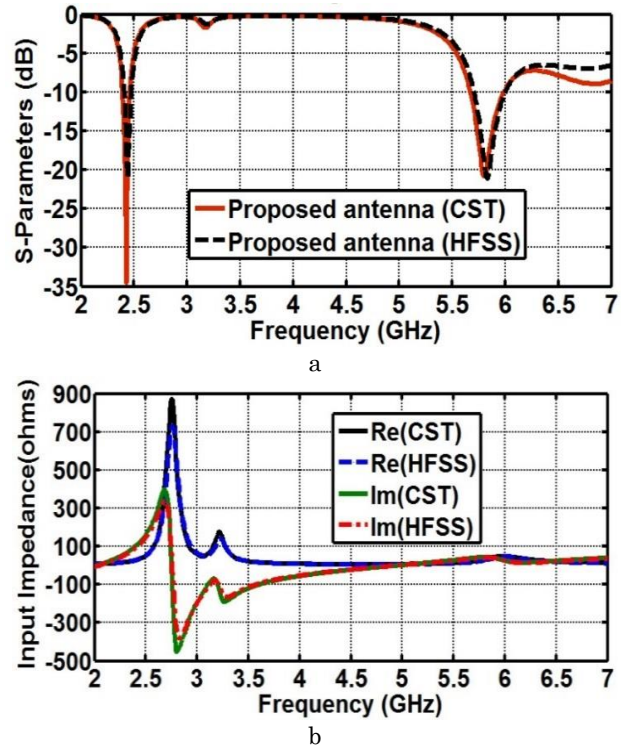 0
-5
-10
-15
-20
-25
-30
-35
S-Parameters (dB)
Proposed antenna (CST)
Proposed antenna (HFSS)
2 2.5 3 3.5 4 4.5 5 5.5 6 6.5 7
Frequency (GHz)
a
900
700
500
300
100
-100
-300
-500
Input Impedance(ohms)
Re(CST)
Re(HFSS)
Im(CST)
Im(HFSS)
2 2.5 3 3.5 4 4.5 5 5.5 6 6.5 7
Frequency (GHz)
b